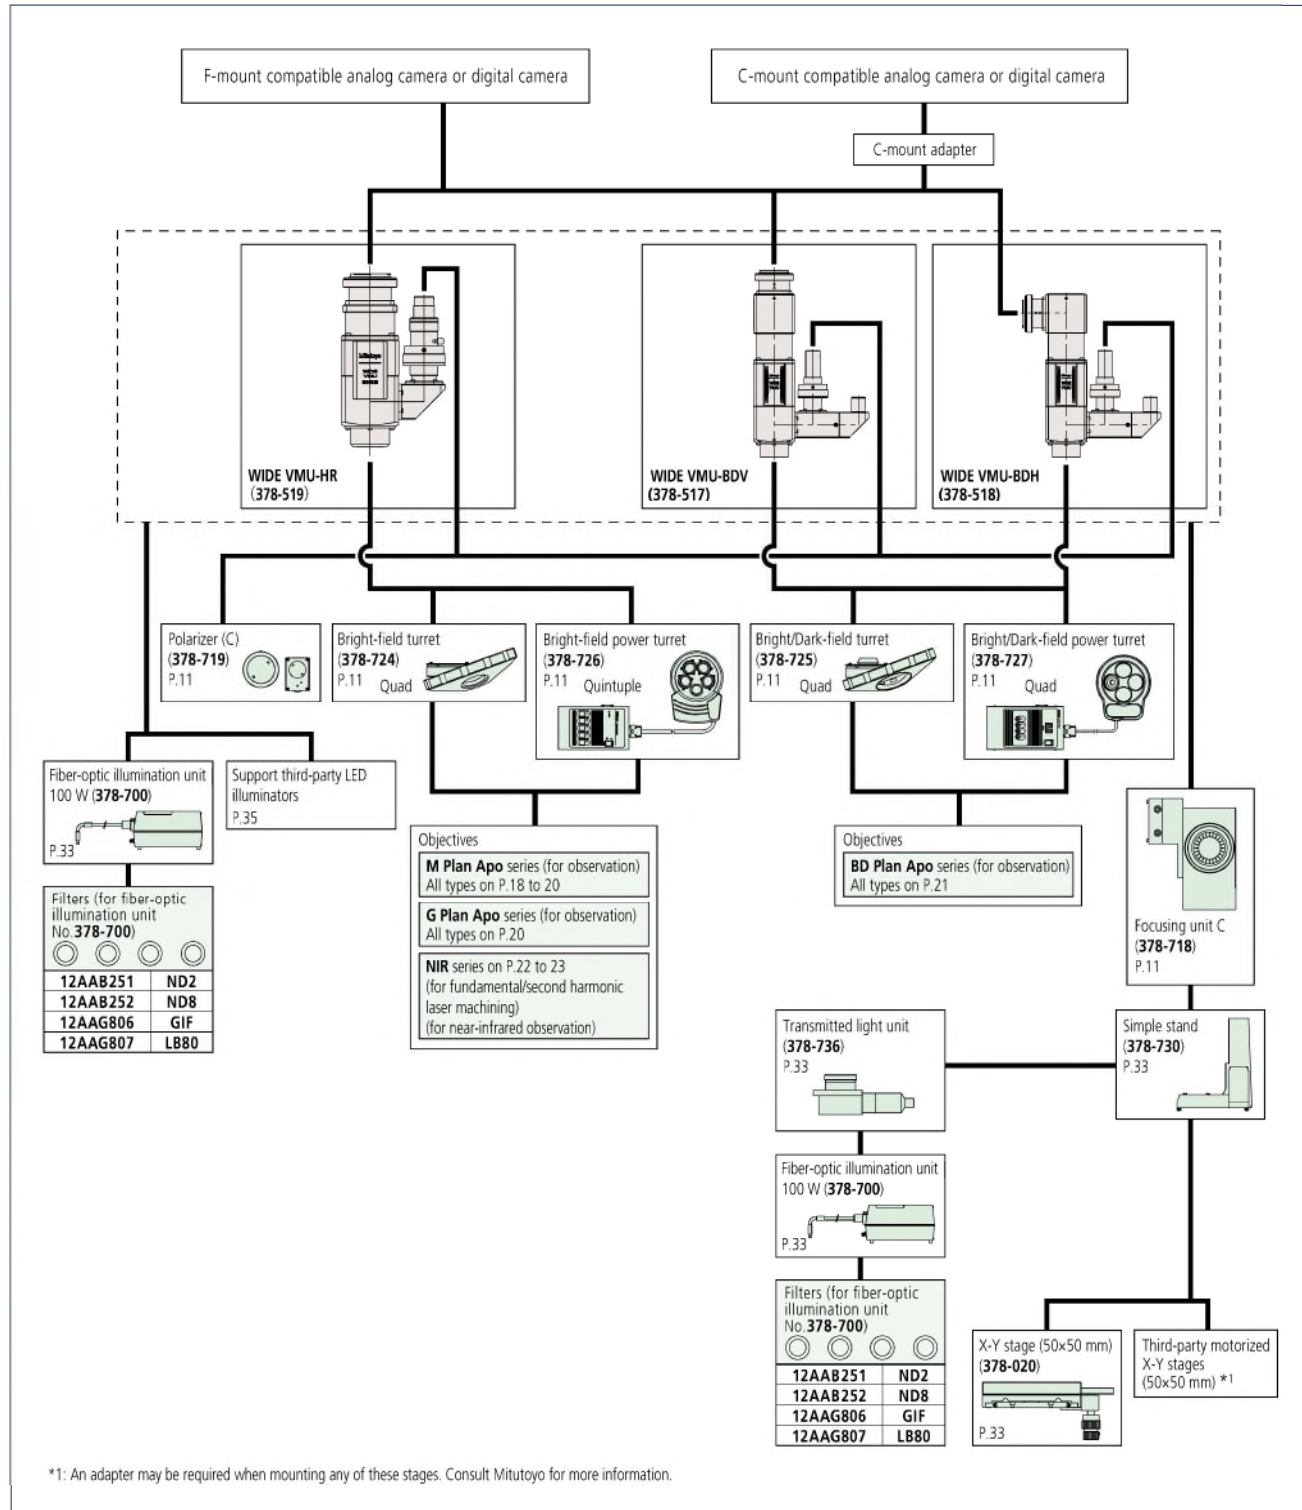 F-mount compatible analog camera or digital camera
C-mount compatible analog camera or digital camera
C-mount adapter
Mitutoyo
WIDE
VMU
WIDE VMU-HR
(378-519)
WIDE VMU-BDV
(378-517)
WIDE VMU-BDH
(378-518)
Polarizer (C)
(378-719)
P.11
Bright-field turret
(378-724)
P.11 Quad
Bright-field power turret
(378-726)
P.11 Quintuple
Bright/Dark-field turret
(378-725)
P.11 Quad
Bright/Dark-field power turret
(378-727)
P.11 Quad
Fiber-optic illumination unit
100 W (378-700)
P.33
Support third-party LED
illuminators
P.35
Filters (for fiber-optic
illumination unit
No.378-700)
12AAB251 ND2
12AAB252 ND8
12AAG806 GIF
12AAG807 LB80
Objectives
M Plan Apo series (for observation)
All types on P.18 to 20
G Plan Apo series (for observation)
All types on P.20
NIR series on P.22 to 23
(for fundamental/second harmonic
laser machining)
(for near-infrared observation)
Objectives
BD Plan Apo series (for observation)
All types on P.21
Focusing unit C
(378-718)
P.11
Transmitted light unit
(378-736)
P.33
Simple stand
(378-730)
P.33
Fiber-optic illumination unit
100 W (378-700)
P.33
Filters (for fiber-optic
illumination unit
No.378-700)
12AAB251 ND2
12AAB252 ND8
12AAG806 GIF
12AAG807 LB80
X-Y stage (50×50 mm)
(378-020)
P.33
Third-party motorized
X-Y stages
(50×50 mm) *1
*1: An adapter may be required when mounting any of these stages. Consult Mitutoyo for more information.